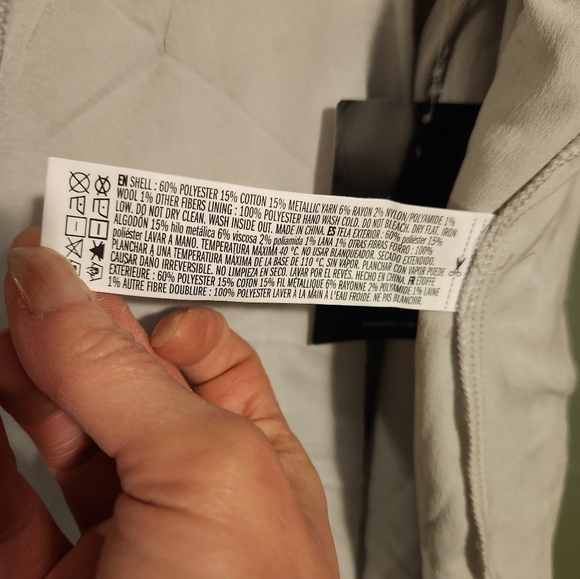 EN SHELL : 60% POLYESTER 15% COTTON 15% METALLIC YARN 6% RAYON 2% NYLON/POLYAMIDE 1%
WOOL 1% OTHER FIBERS LINING : 100% POLYESTER HAND WASH COLD. DO NOT BLEACH. DRY FLAT. IRON
LOW. DO NOT DRY CLEAN. WASH INSIDE OUT. MADE IN CHINA. ES TELA EXTERIOR : 60% poliéster 15%
ALGODÓN 15% hilo metálica 6% viscosa 2% poliamida 1% LANA 1% OTRAS FIBRAS FORRO : 100%
poliéster LAVAR A MANO. TEMPERATURA MÁXIMA 40 °C. NO USAR BLANQUEADOR. SECADO EXTENDIDO.
PLANCHAR A UNA TEMPERATURA MÁXIMA DE LA BASE DE 110 °C. SIN VAPOR. PLANCHAR CON VAPOR PUEDE
CAUSAR DAÑO IRREVERSIBLE. NO LIMPIEZA EN SECO. LAVAR POR EL REVES. HECHO EN CHINA. FR ÉTOFFE
EXTÉRIEURE : 60% POLYESTER 15% COTON 15% FIL MÉTALLIQUE 6% RAYONNE 2% POLYAMIDE 1% LAINE
1% AUTRE FIBRE DOUBLURE : 100% POLYESTER LAVER À LA MAIN À L'EAU FROIDE. NE PAS BLANCHIR.